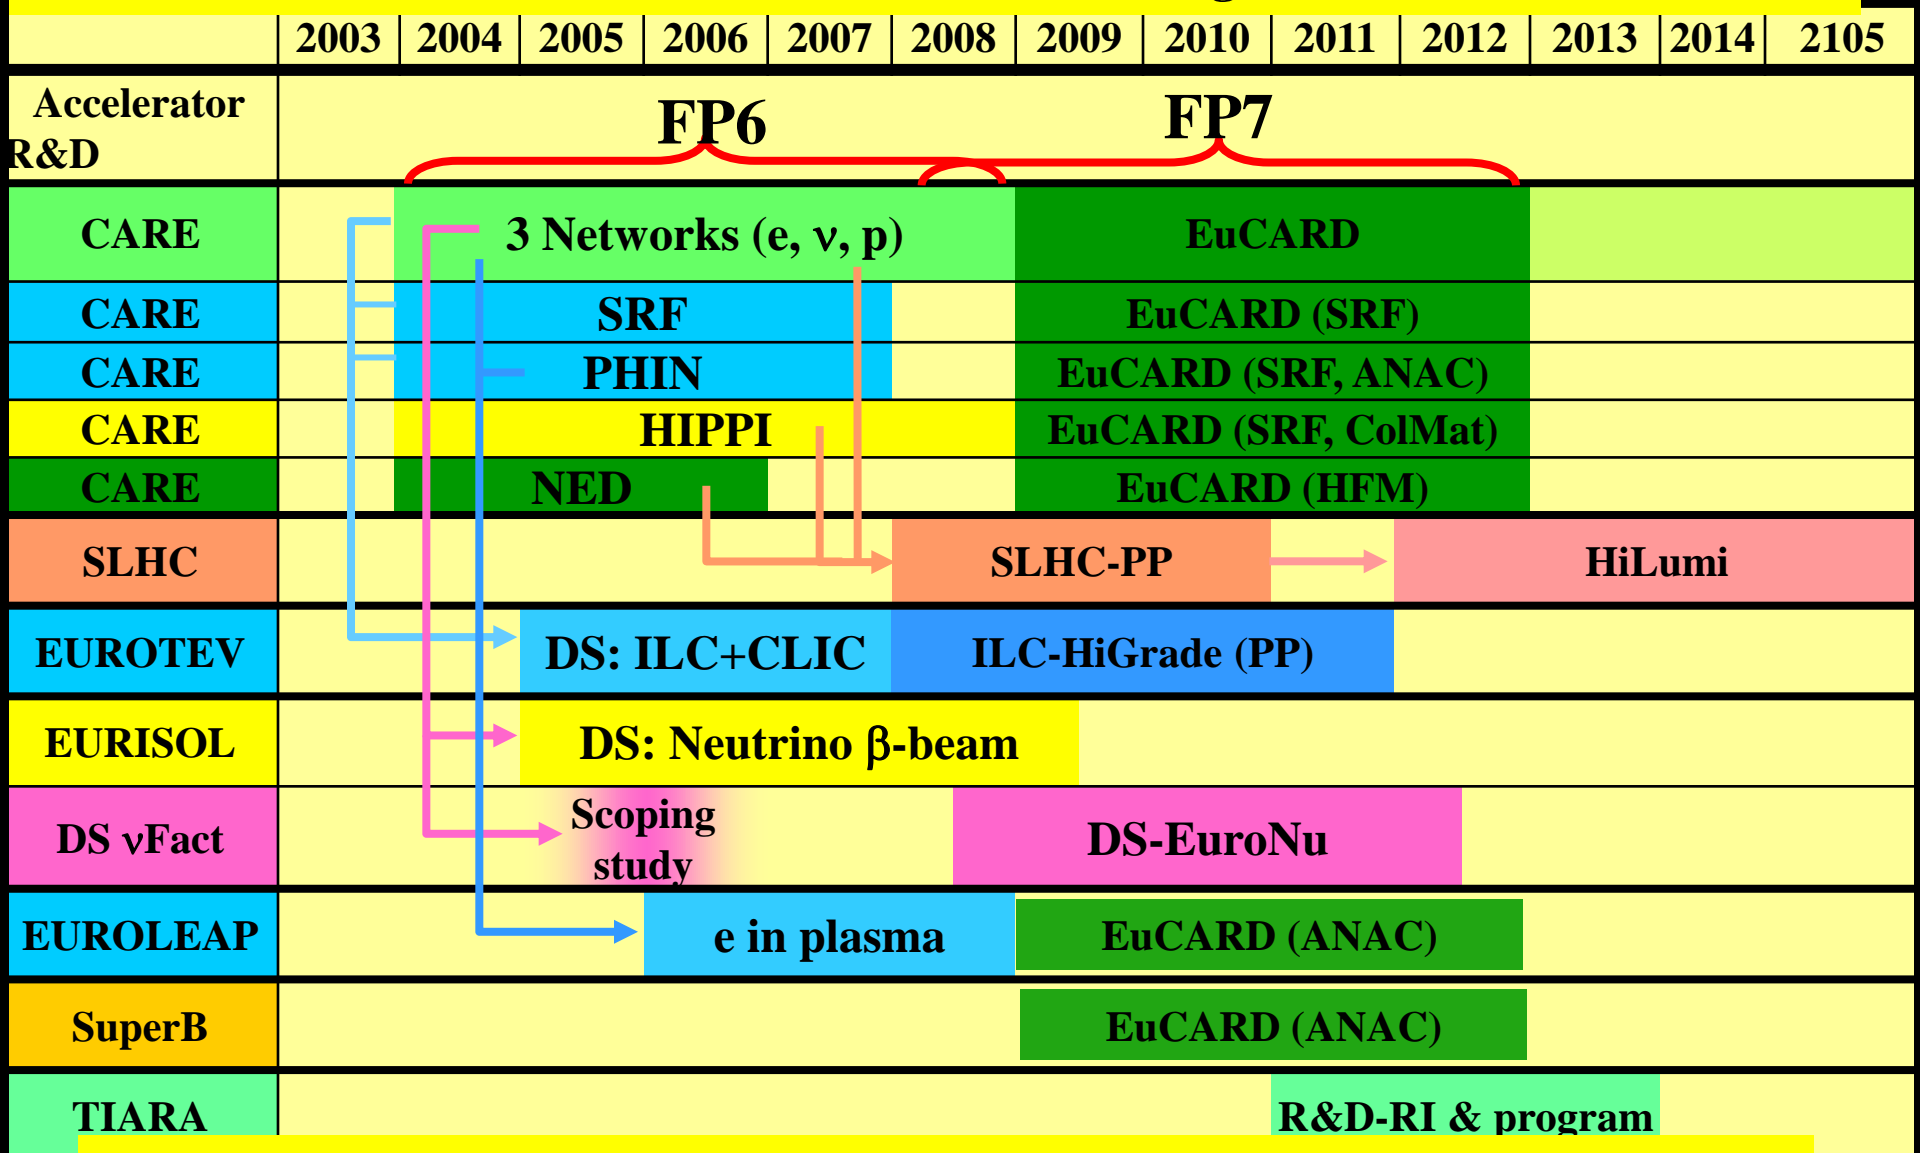 2003 2004 2005 2006 2007 2008 2009 2010 2011 2012 2013 2014 2105
Accelerator
R&D
FP6 FP7
CARE 3 Networks (e, ν, p) EuCARD
CARE SRF EuCARD (SRF)
CARE PHIN EuCARD (SRF, ANAC)
CARE HIPPI EuCARD (SRF, ColMat)
CARE NED EuCARD (HFM)
SLHC SLHC-PP HiLumi
EUROTEV DS: ILC+CLIC ILC-HiGrade (PP)
EURISOL DS: Neutrino β-beam
DS νFact Scoping
study DS-EuroNu
EUROLEAP e in plasma EuCARD (ANAC)
SuperB EuCARD (ANAC)
TIARA R&D-RI & program